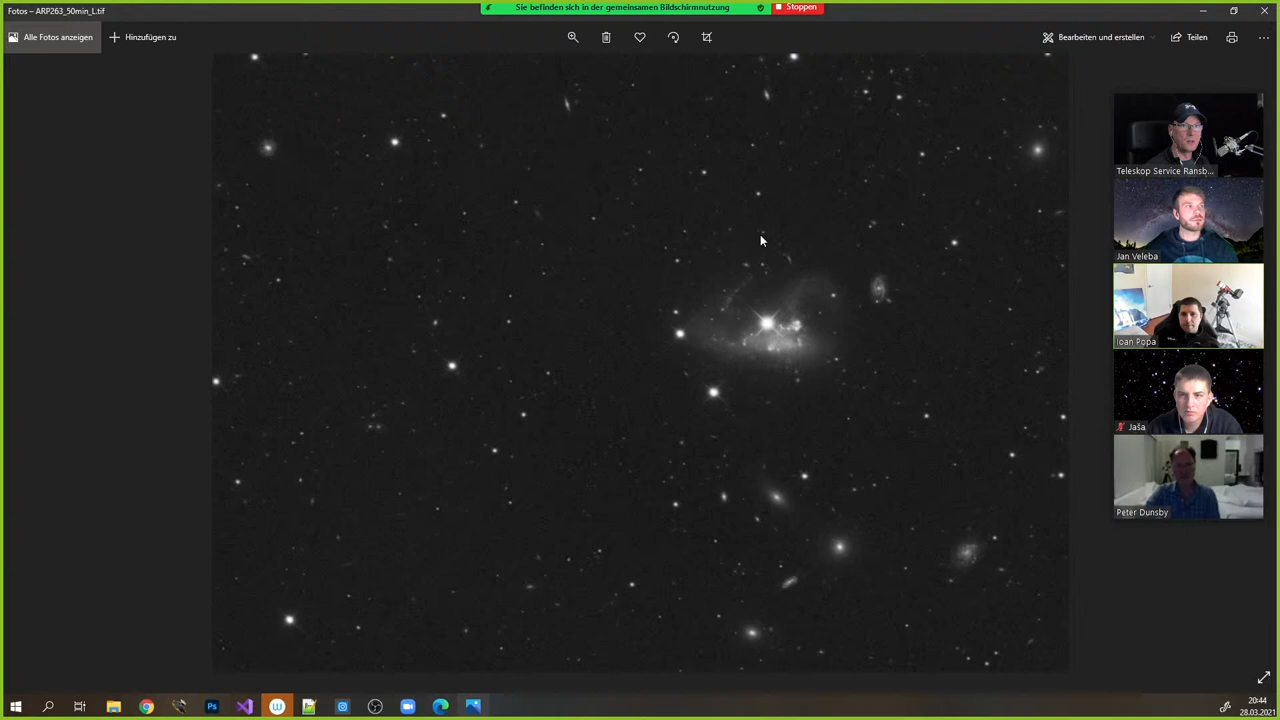 Fotos – ARP263_50min_L.tif
Sie befinden sich in der gemeinsamen Bildschirmnutzung
Stoppen
Alle Fotos anzeigen
Hinzufügen zu
Bearbeiten und erstellen
Teilen
Teleskop Service Ransb...
Jan Veleba
Ioan Popa
Jaša
Peter Dunsby
Ps
20:44
28.03.2021